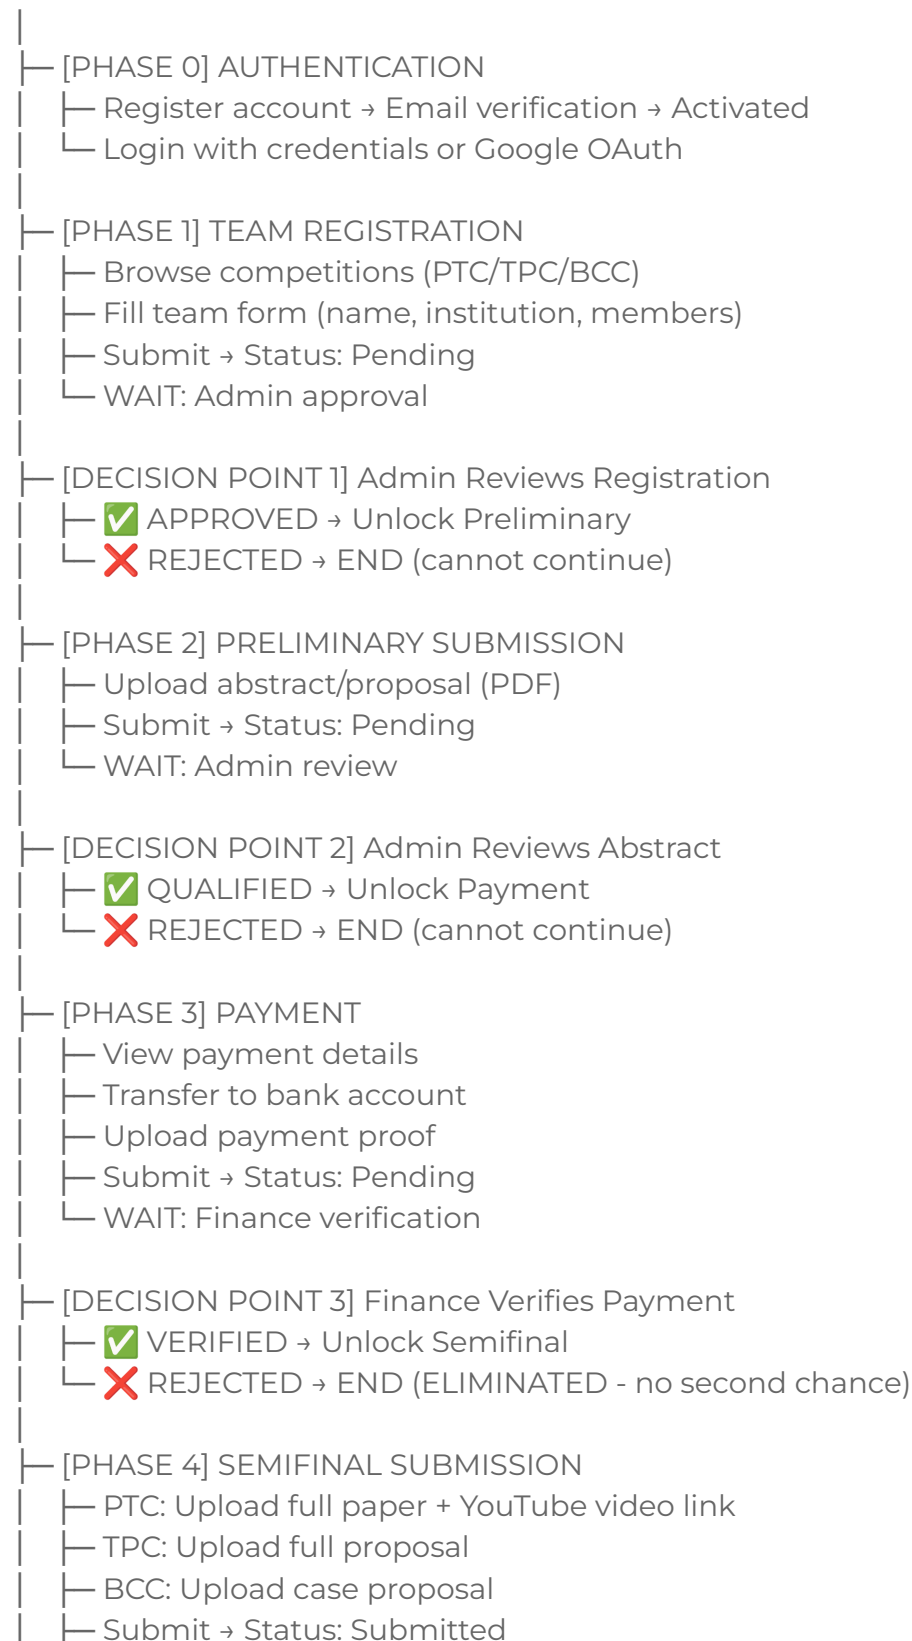 │
├─ [PHASE 0] AUTHENTICATION
│ ├─ Register account → Email verification → Activated
│ └─ Login with credentials or Google OAuth
│
├─ [PHASE 1] TEAM REGISTRATION
│ ├─ Browse competitions (PTC/TPC/BCC)
│ ├─ Fill team form (name, institution, members)
│ ├─ Submit → Status: Pending
│ └─ WAIT: Admin approval
│
├─ [DECISION POINT 1] Admin Reviews Registration
│ ├─ ✅ APPROVED → Unlock Preliminary
│ └─ ❌ REJECTED → END (cannot continue)
│
├─ [PHASE 2] PRELIMINARY SUBMISSION
│ ├─ Upload abstract/proposal (PDF)
│ ├─ Submit → Status: Pending
│ └─ WAIT: Admin review
│
├─ [DECISION POINT 2] Admin Reviews Abstract
│ ├─ ✅ QUALIFIED → Unlock Payment
│ └─ ❌ REJECTED → END (cannot continue)
│
├─ [PHASE 3] PAYMENT
│ ├─ View payment details
│ ├─ Transfer to bank account
│ ├─ Upload payment proof
│ ├─ Submit → Status: Pending
│ └─ WAIT: Finance verification
│
├─ [DECISION POINT 3] Finance Verifies Payment
│ ├─ ✅ VERIFIED → Unlock Semifinal
│ └─ ❌ REJECTED → END (ELIMINATED - no second chance)
│
├─ [PHASE 4] SEMIFINAL SUBMISSION
│ ├─ PTC: Upload full paper + YouTube video link
│ ├─ TPC: Upload full proposal
│ ├─ BCC: Upload case proposal
│ ├─ Submit → Status: Submitted